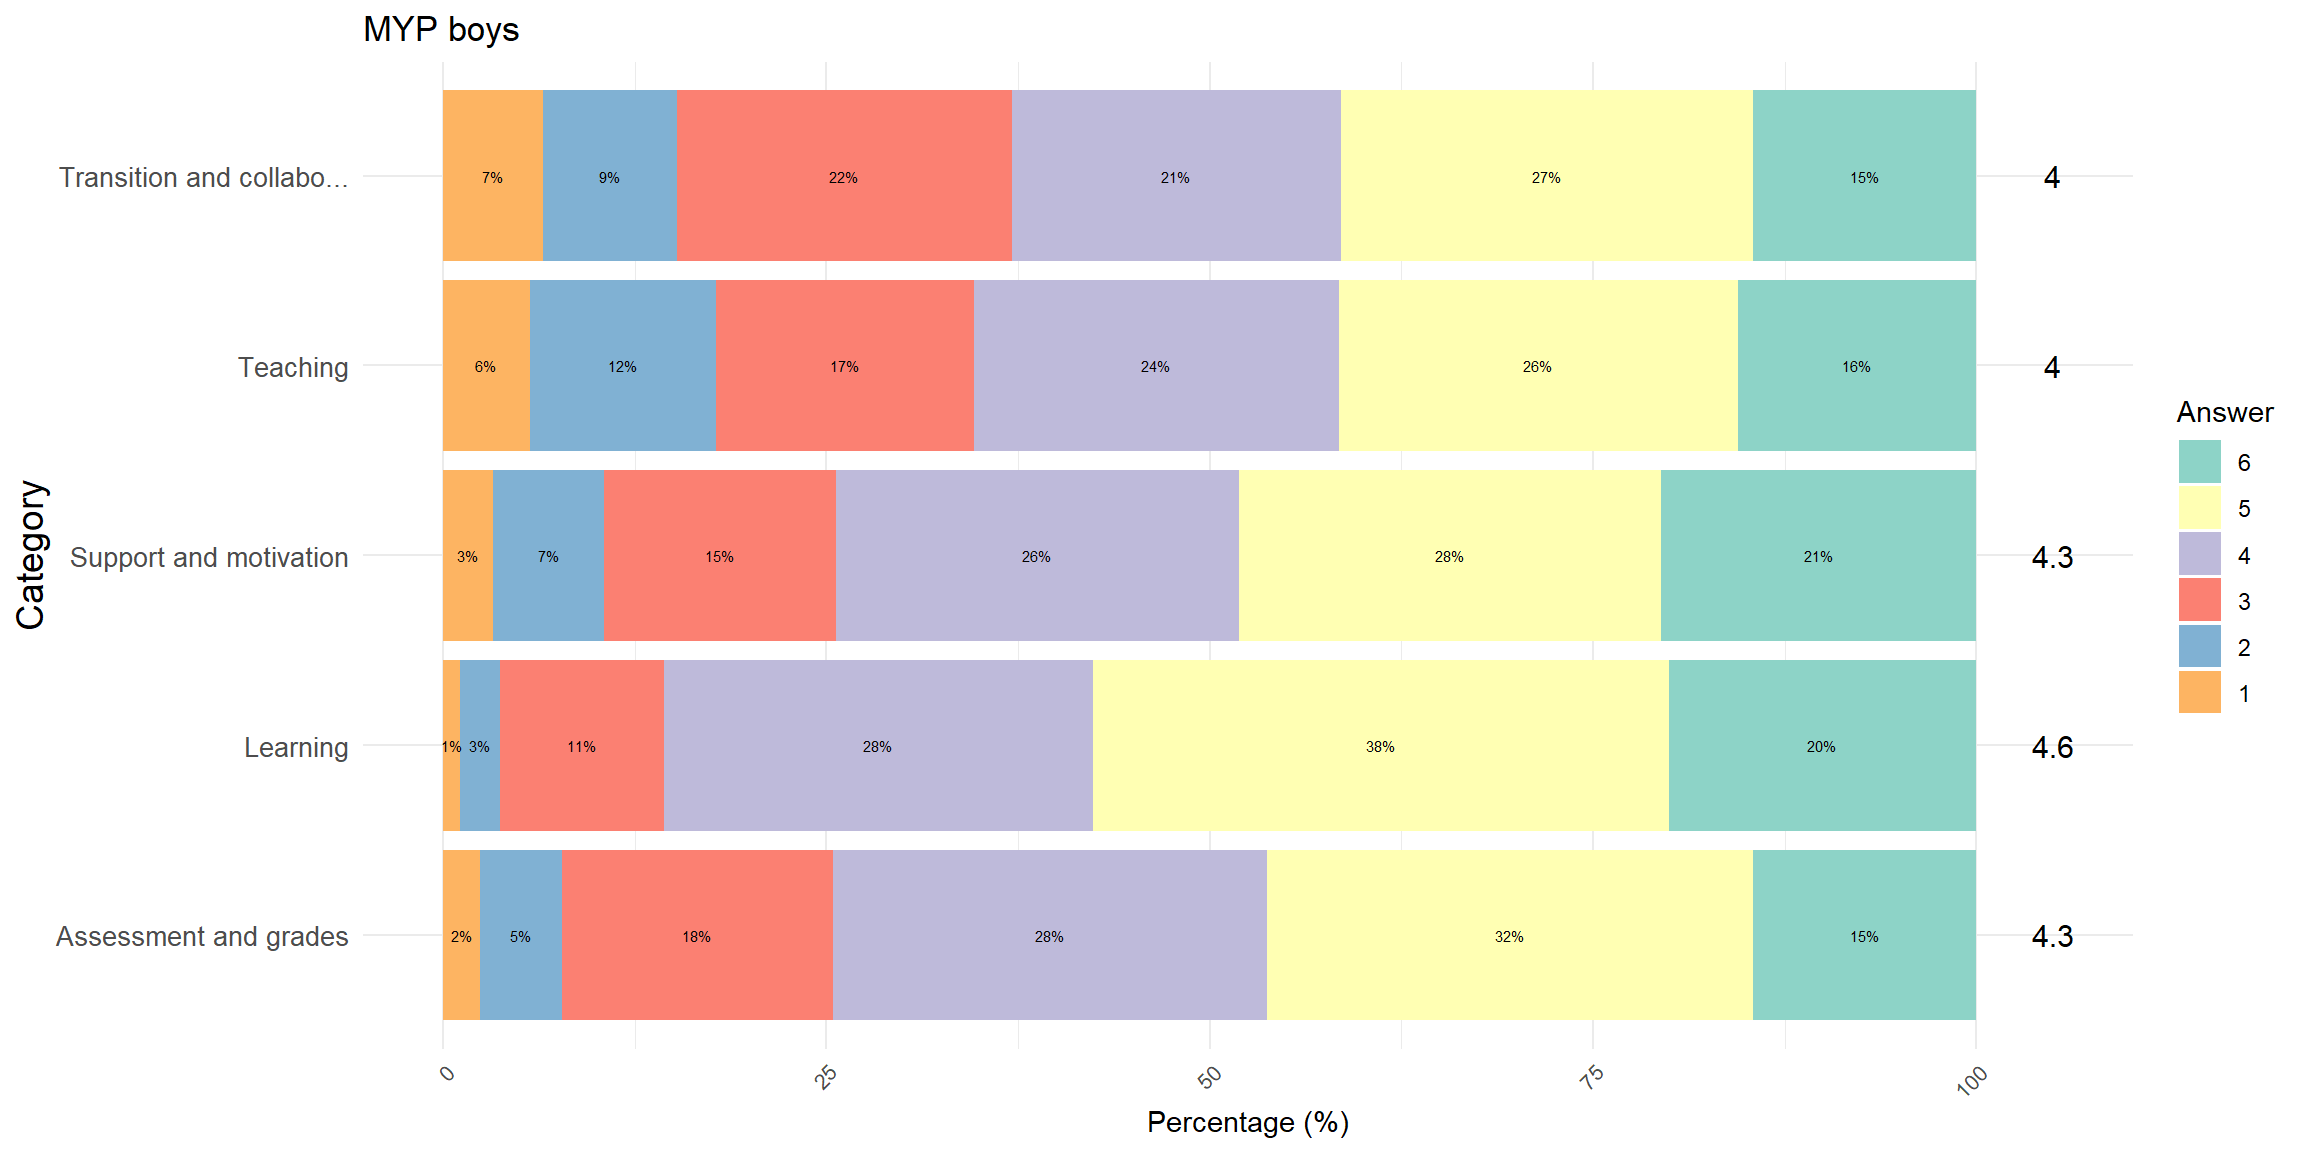 MYP boys
Transition and collabo... 7% 9% 22% 21% 27% 15% 4
Teaching 6% 12% 17% 24% 26% 16% 4
Support and motivation 3% 7% 15% 26% 28% 21% 4.3
Learning 1% 3% 11% 28% 38% 20% 4.6
Assessment and grades 2% 5% 18% 28% 32% 15% 4.3
Category
0 25 50 75 100
Percentage (%)
Answer
6
5
4
3
2
1